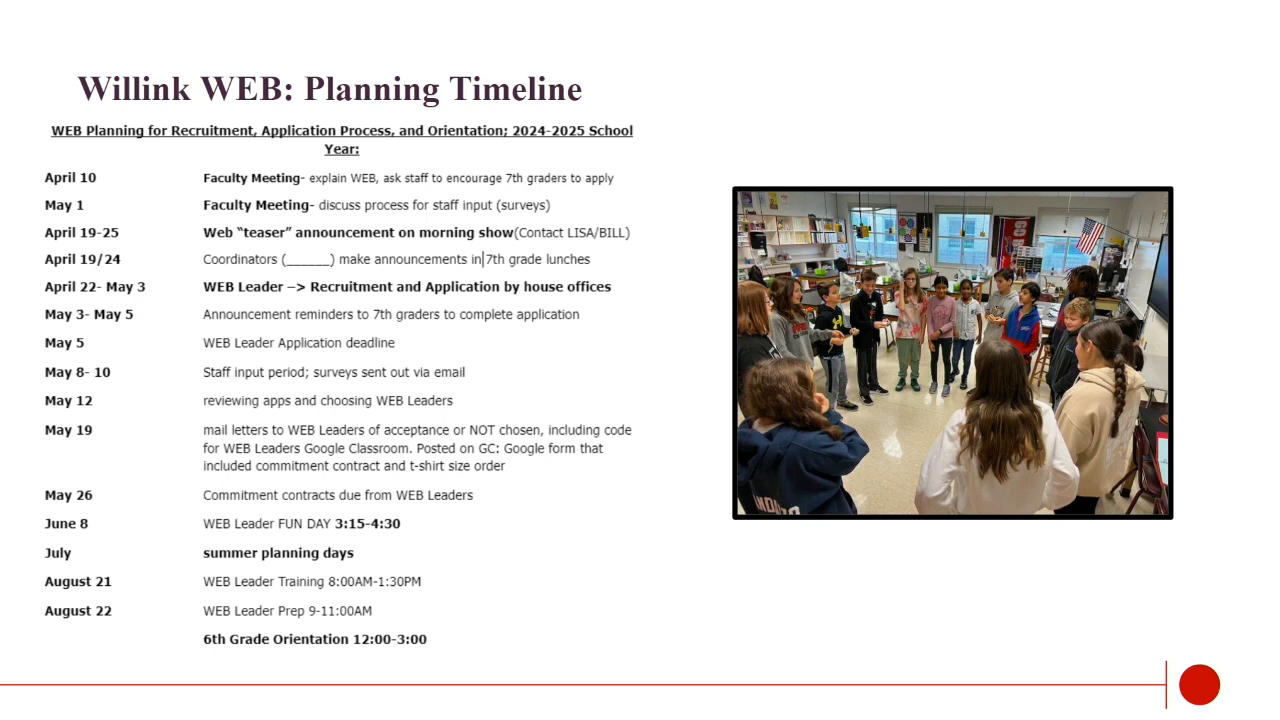 Willink WEB: Planning Timeline
WEB Planning for Recruitment, Application Process, and Orientation; 2024-2025 School
Year:
April 10 Faculty Meeting- explain WEB, ask staff to encourage 7th graders to apply
May 1 Faculty Meeting- discuss process for staff input (surveys)
April 19-25 Web “teaser” announcement on morning show(Contact LISA/BILL)
April 19/24 Coordinators (______) make announcements in 7th grade lunches
April 22- May 3 WEB Leader –> Recruitment and Application by house offices
May 3- May 5 Announcement reminders to 7th graders to complete application
May 5 WEB Leader Application deadline
May 8- 10 Staff input period; surveys sent out via email
May 12 reviewing apps and choosing WEB Leaders
May 19 mail letters to WEB Leaders of acceptance or NOT chosen, including code
for WEB Leaders Google Classroom. Posted on GC: Google form that
included commitment contract and t-shirt size order
May 26 Commitment contracts due from WEB Leaders
June 8 WEB Leader FUN DAY 3:15-4:30
July summer planning days
August 21 WEB Leader Training 8:00AM-1:30PM
August 22 WEB Leader Prep 9-11:00AM
6th Grade Orientation 12:00-3:00